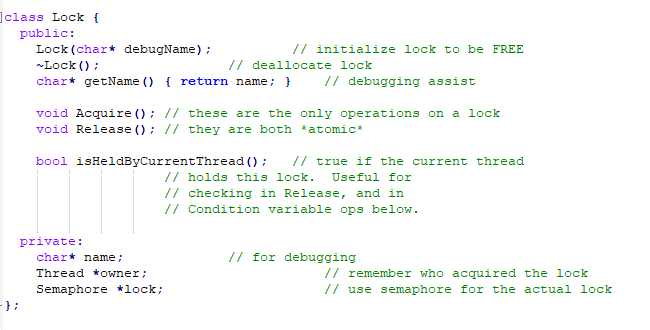 class Lock {
  public:
    Lock(char* debugName);          // initialize lock to be FREE
    ~Lock();                // deallocate lock
    char* getName() { return name; }    // debugging assist

    void Acquire(); // these are the only operations on a lock
    void Release(); // they are both *atomic*

    bool isHeldByCurrentThread();   // true if the current thread
                    // holds this lock.  Useful for
                    // checking in Release, and in
                    // Condition variable ops below.

  private:
    char* name;             // for debugging
    Thread *owner;                      // remember who acquired the lock
    Semaphore *lock;                    // use semaphore for the actual lock
};